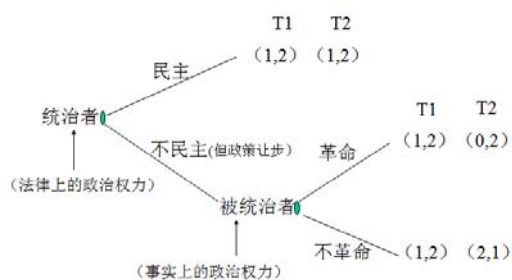 T1 T2
民主 (1,2) (1,2)
统治者
T1 T2
不民主(但政策让步) 革命 (1,2) (0,2)
（法律上的政治权力）
被统治者
不革命 (1,2) (2,1)
（事实上的政治权力）